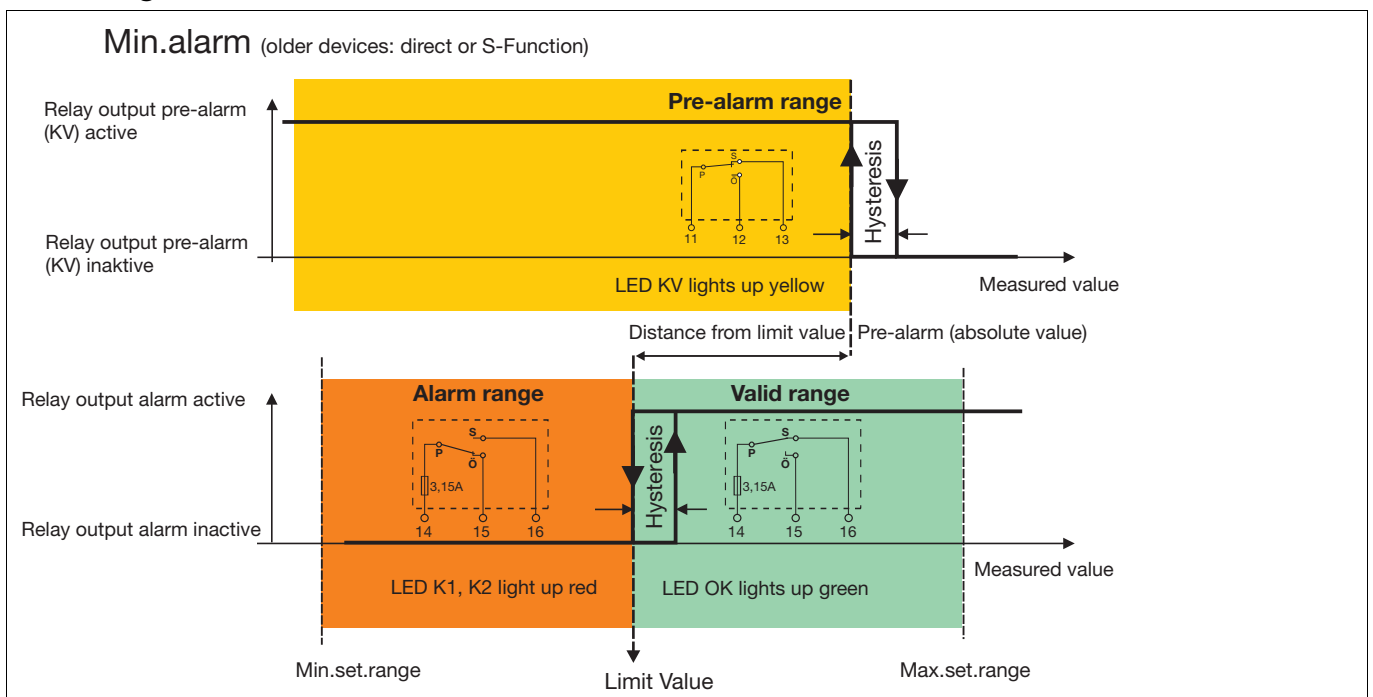 Min.alarm (older devices: direct or S-Function)
Relay output pre-alarm
(KV) active
Pre-alarm range
S
P
Ö
11 12 13
Hysteresis
Relay output pre-alarm
(KV) inaktive
LED KV lights up yellow
Measured value
Distance from limit value
Pre-alarm (absolute value)
Alarm range
Valid range
Relay output alarm active
S
P
Ö
3,15A
14 15 16
Hysteresis
S
P
Ö
3,15A
14 15 16
Relay output alarm inactive
Measured value
LED K1, K2 light up red
LED OK lights up green
Min.set.range
Limit Value
Max.set.range